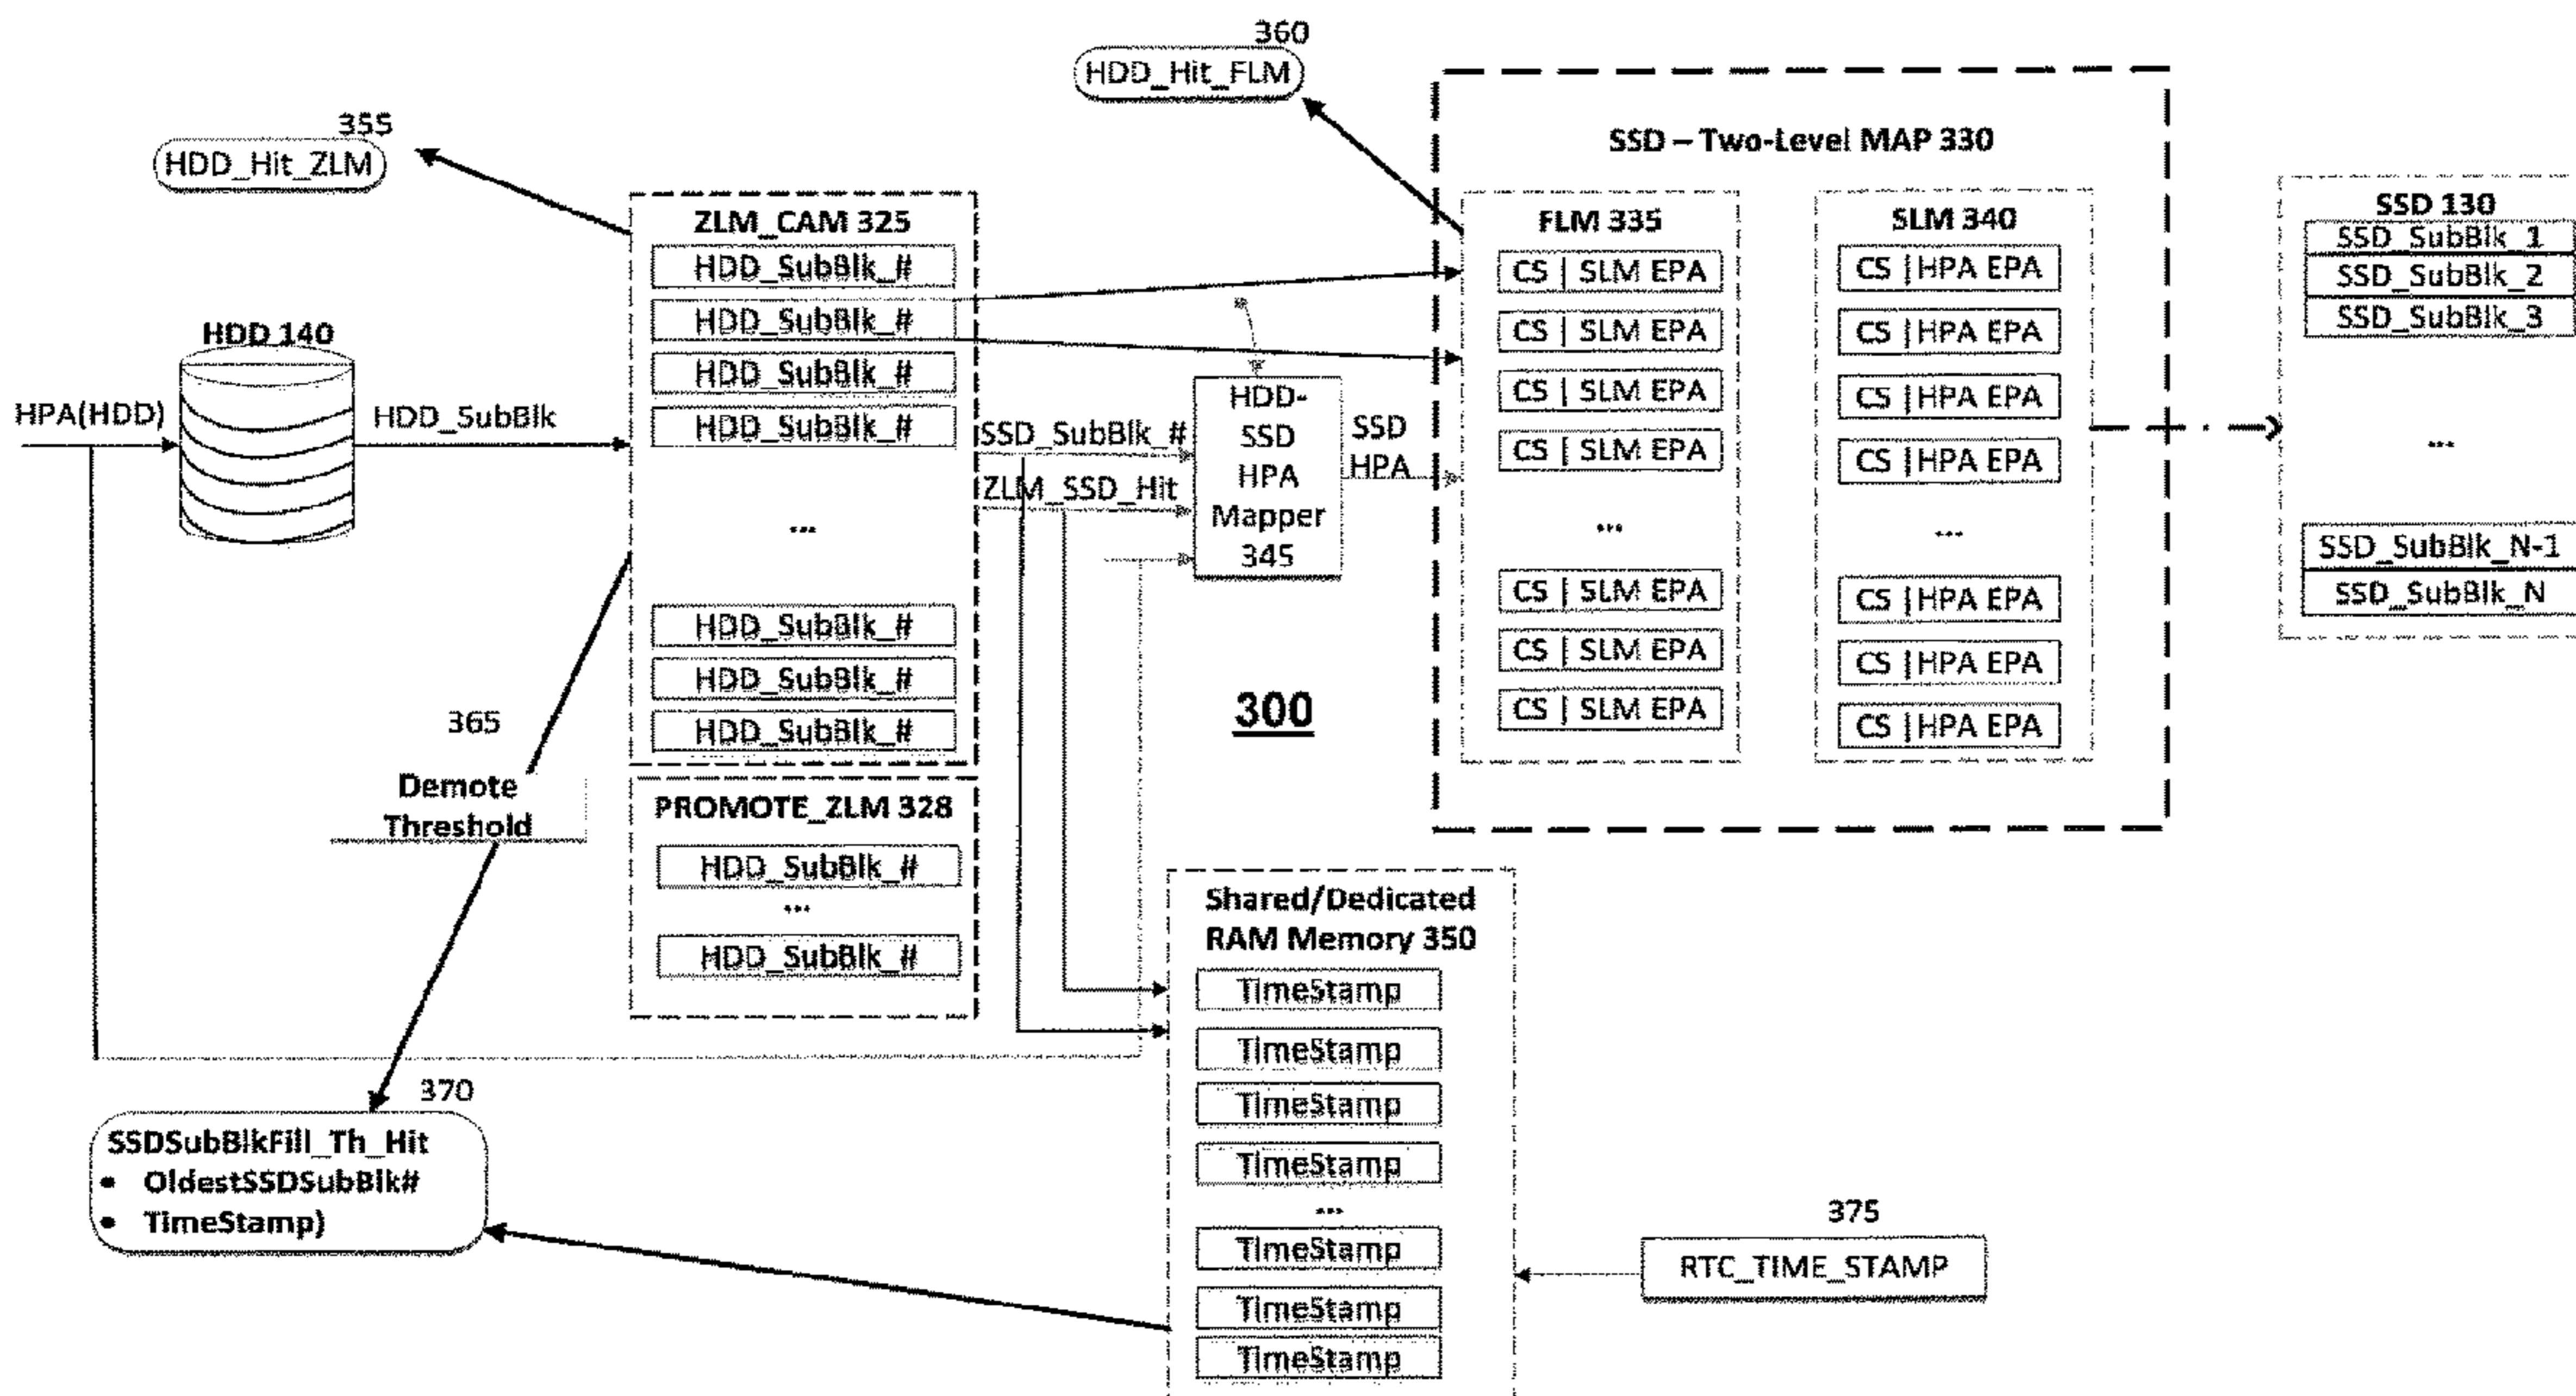 360
HDD_Hit_FLM
355
HDD_Hit_ZLM
SSD – Two-Level MAP 330
HDD 140
HPA(HDD)
HDD_SubBlk
ZLM_CAM 325
HDD_SubBlk_#
HDD_SubBlk_#
HDD_SubBlk_#
HDD_SubBlk_#
...
HDD_SubBlk_#
HDD_SubBlk_#
HDD_SubBlk_#
PROMOTE_ZLM 328
HDD_SubBlk_#
...
HDD_SubBlk_#
SSD_SubBlk_#
ZLM_SSD_Hit
HDD-
SSD
HPA
Mapper
345
SSD
HPA
FLM 335
CS | SLM EPA
CS | SLM EPA
CS | SLM EPA
CS | SLM EPA
...
CS | SLM EPA
CS | SLM EPA
CS | SLM EPA
SLM 340
CS |HPA EPA
CS |HPA EPA
CS |HPA EPA
CS |HPA EPA
...
CS |HPA EPA
CS |HPA EPA
CS |HPA EPA
SSD 130
SSD_SubBlk_1
SSD_SubBlk_2
SSD_SubBlk_3
...
SSD_SubBlk_N-1
SSD_SubBlk_N
300
365
Demote
Threshold
370
SSDSubBlkFill_Th_Hit
• OldestSSDSubBlk#
• TimeStamp)
Shared/Dedicated
RAM Memory 350
TimeStamp
TimeStamp
TimeStamp
TimeStamp
...
TimeStamp
TimeStamp
TimeStamp
375
RTC_TIME_STAMP